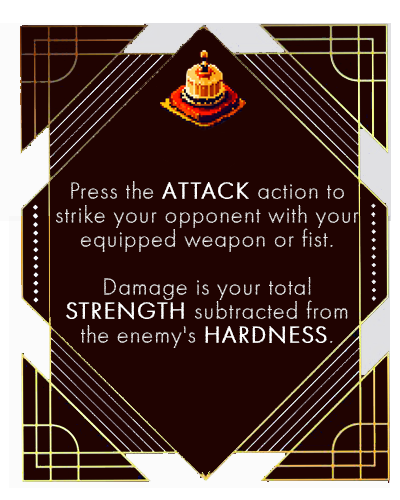 Press the ATTACK action to
strike your opponent with your
equipped weapon or fist.
Damage is your total
STRENGTH subtracted from
the enemy's HARDNESS.